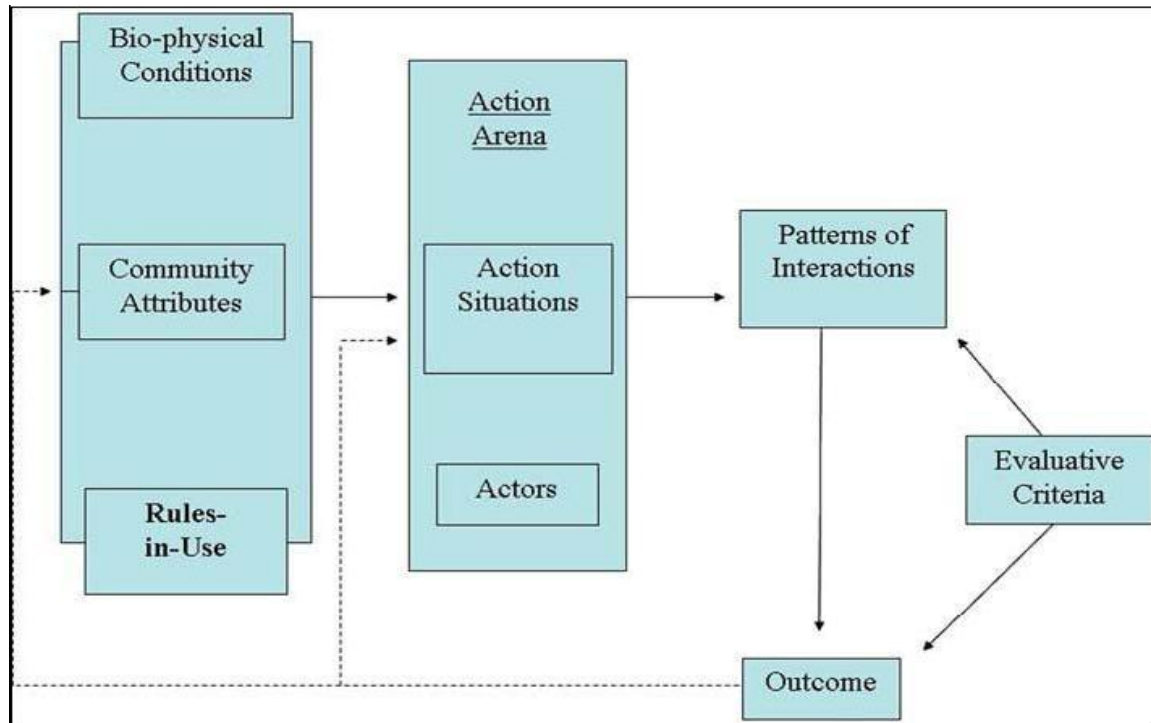 Bio-physical
Conditions
Community
Attributes
Rules-
in-Use
Action
Arena
Action
Situations
Actors
Patterns of
Interactions
Evaluative
Criteria
Outcome